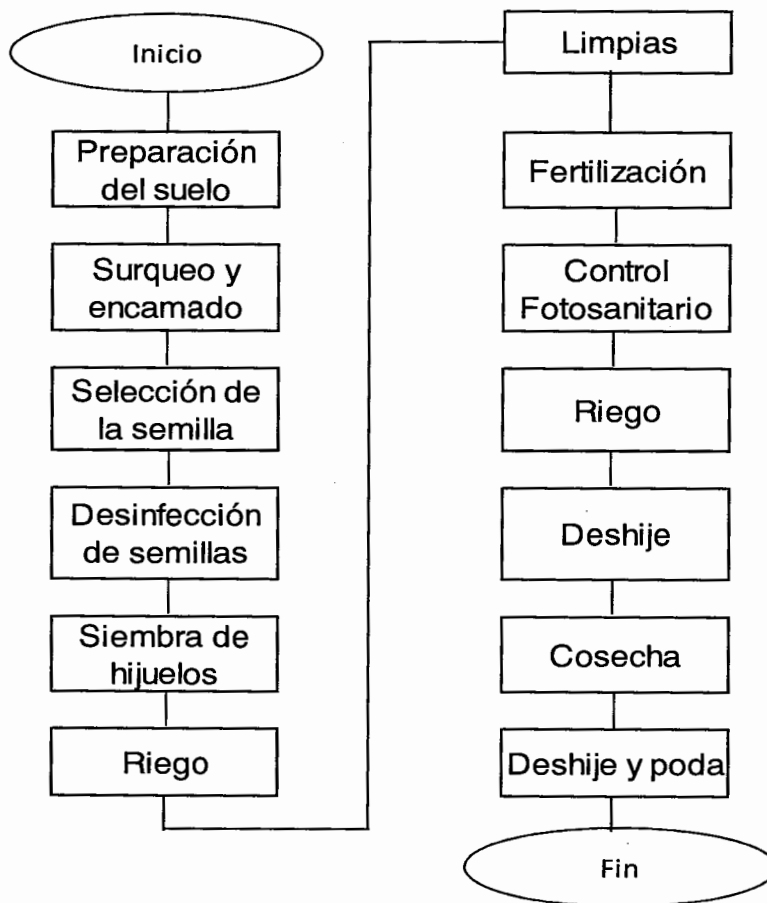 Inicio
Preparación
del suelo
Surqueo y
encamado
Selección de
la semilla
Desinfección
de semillas
Siembra de
hijuelos
Riego
Limpias
Fertilización
Control
Fotosanitario
Riego
Deshije
Cosecha
Deshije y poda
Fin